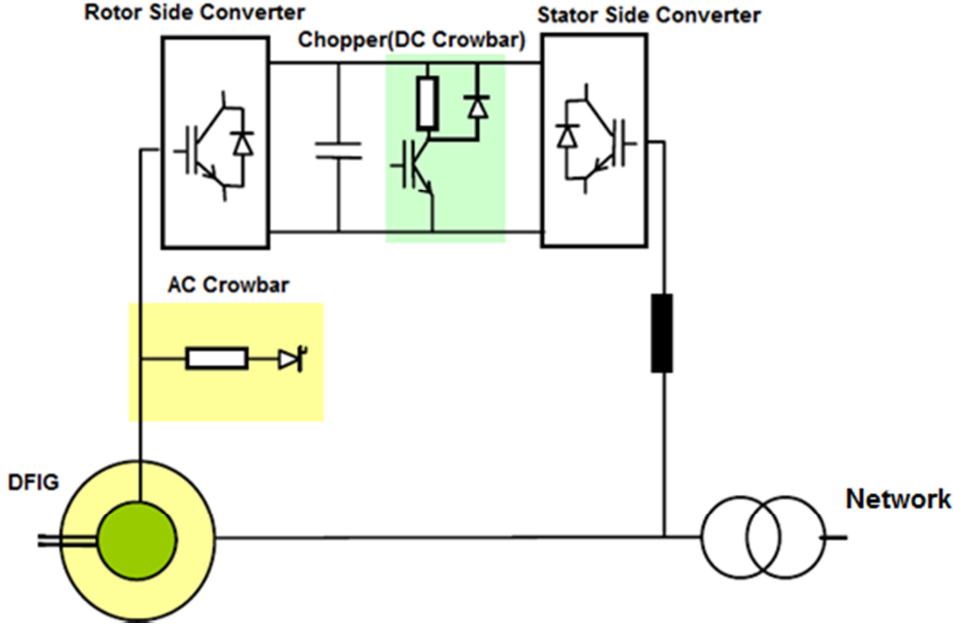 Rotor Side Converter
Stator Side Converter
Chopper(DC Crowbar)
AC Crowbar
DFIG
Network